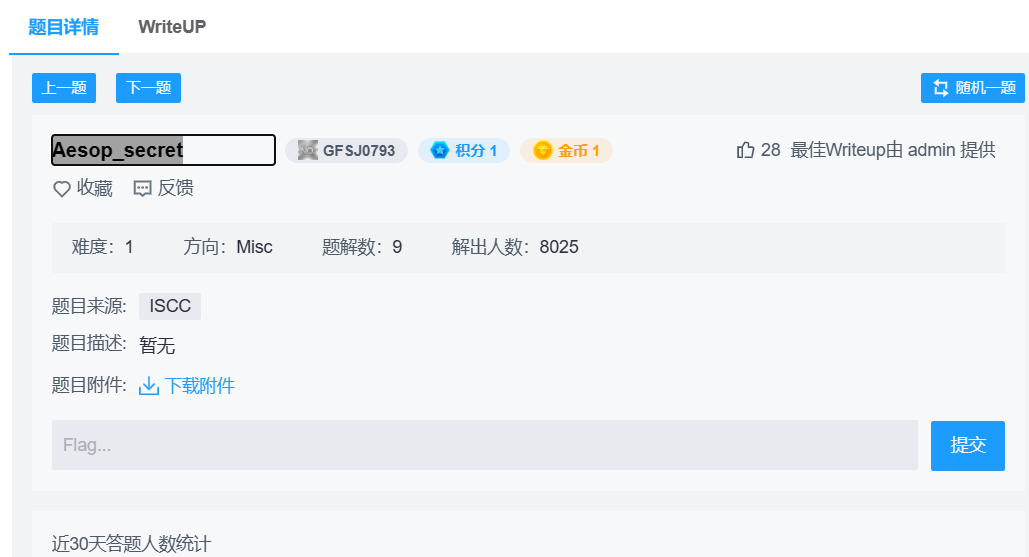 题目详情 WriteUP
上一题 下一题 随机一题
Aesop_secret GFSJ0793 积分 1 金币 1 28 最佳Writeup由 admin 提供
收藏 反馈
难度：1 方向：Misc 题解数：9 解出人数：8025
题目来源: ISCC
题目描述: 暂无
题目附件: 下载附件
Flag... 提交
近30天答题人数统计